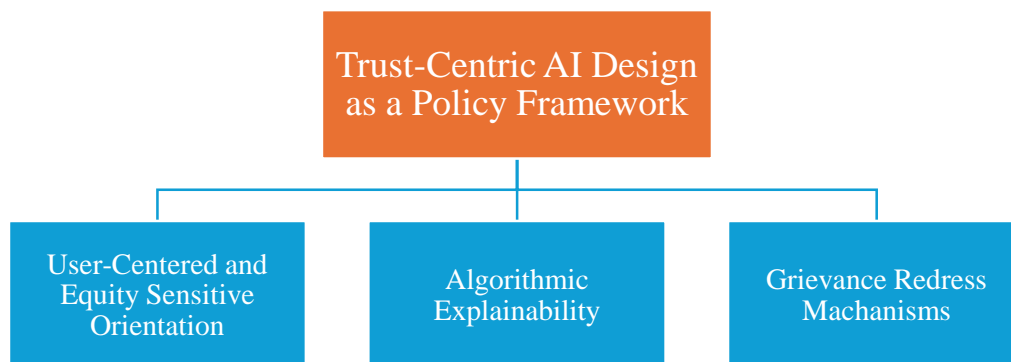 Trust-Centric AI Design
as a Policy Framework
User-Centered and
Equity Sensitive
Orientation
Algorithmic
Explainability
Grievance Redress
Machanisms